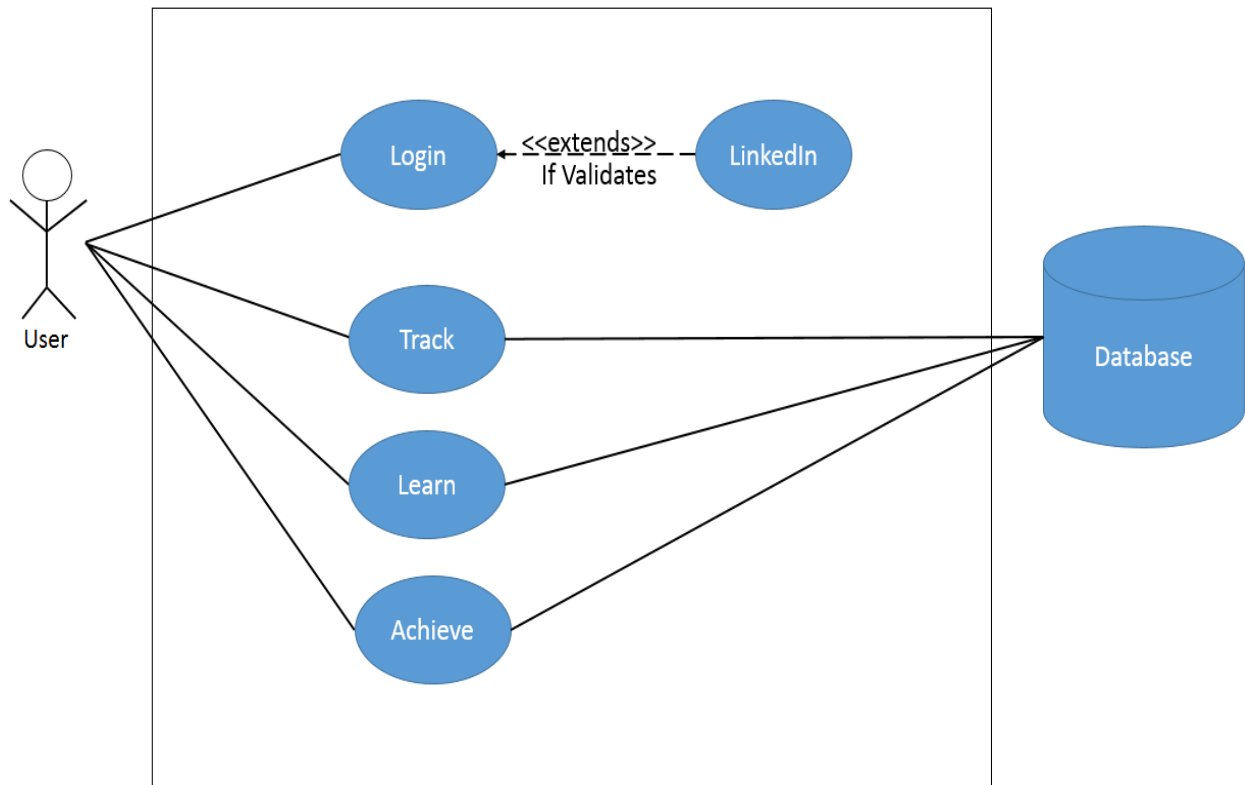 Login
<<extends>>
If Validates
LinkedIn
User
Track
Database
Learn
Achieve